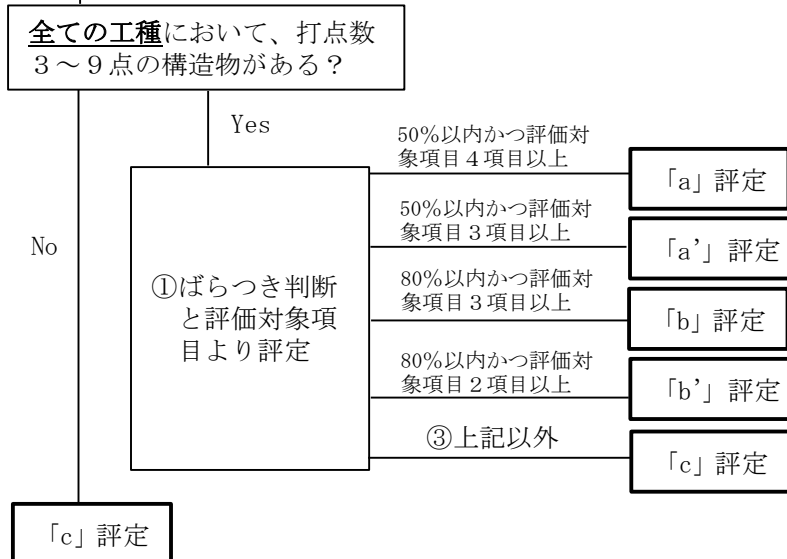 全ての工種において、打点数
３～９点の構造物がある？
Yes
No
①ばらつき判断
と評価対象項
目より評定
50％以内かつ評価対
象項目４項目以上
「a」評定
50％以内かつ評価対
象項目３項目以上
「a’」評定
80％以内かつ評価対
象項目３項目以上
「b」評定
80％以内かつ評価対
象項目２項目以上
「b’」評定
③上記以外
「c」評定
「c」評定